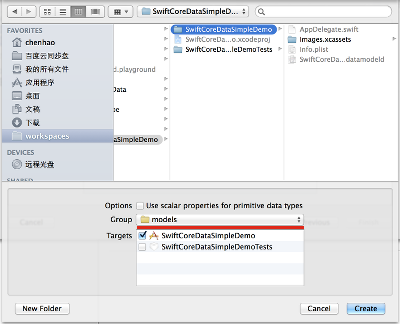 SwiftCoreDataSimpleD...
FAVORITES
chenhao
百度云同步盘
我的所有文件
应用程序
桌面
文稿
下载
workspaces
DEVICES
远程光盘
d.playground
Data
pe
taSimpleDemo
SwiftCoreDataSimpleDemo
SwiftCoreDa...o.xcodeproj
SwiftCoreDa...leDemoTests
AppDelegate.swift
Images.xcassets
Info.plist
SwiftCoreDa...datamodeld
Options Use scalar properties for primitive data types
Group models
Targets SwiftCoreDataSimpleDemo
SwiftCoreDataSimpleDemoTests
New Folder Cancel Create